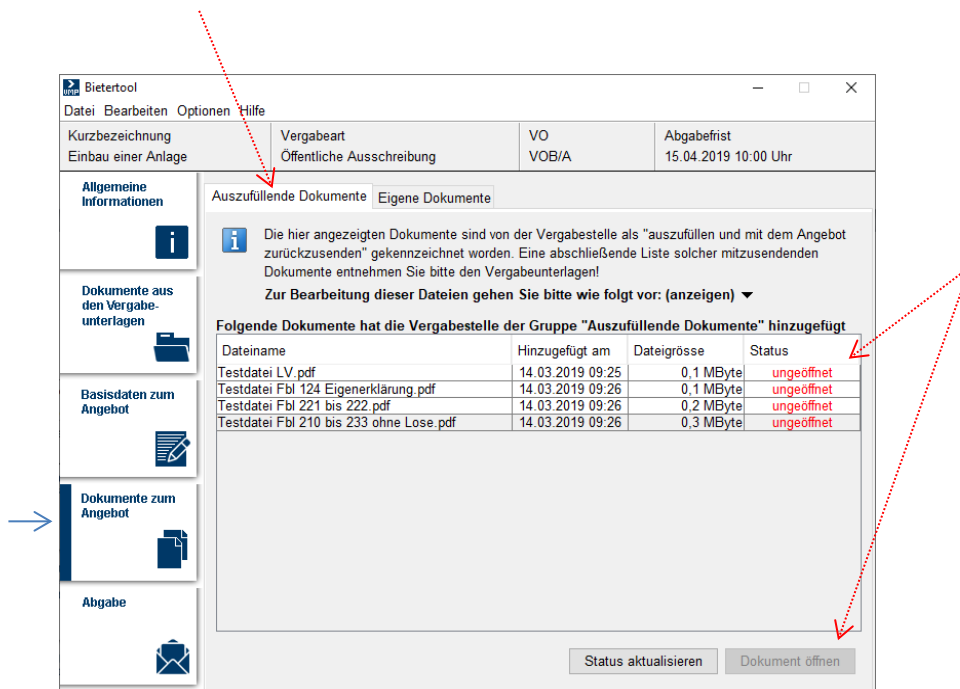 VMP Bietertool
Datei Bearbeiten Optionen Hilfe
Kurzbezeichnung Vergabeart VO Abgabefrist
Einbau einer Anlage Öffentliche Ausschreibung VOB/A 15.04.2019 10:00 Uhr
Allgemeine
Informationen
Dokumente aus
den Vergabe-
unterlagen
Basisdaten zum
Angebot
Dokumente zum
Angebot
Abgabe
Auszufüllende Dokumente Eigene Dokumente
Die hier angezeigten Dokumente sind von der Vergabestelle als "auszufüllen und mit dem Angebot
zurückzusenden" gekennzeichnet worden. Eine abschließende Liste solcher mitzusendenden
Dokumente entnehmen Sie bitte den Vergabeunterlagen!
Zur Bearbeitung dieser Dateien gehen Sie bitte wie folgt vor: (anzeigen)
Folgende Dokumente hat die Vergabestelle der Gruppe "Auszufüllende Dokumente" hinzugefügt
Dateiname Hinzugefügt am Dateigrösse Status
Testdatei LV.pdf 14.03.2019 09:25 0,1 MByte ungeöffnet
Testdatei Fbl 124 Eigenerklärung.pdf 14.03.2019 09:26 0,1 MByte ungeöffnet
Testdatei Fbl 221 bis 222.pdf 14.03.2019 09:26 0,2 MByte ungeöffnet
Testdatei Fbl 210 bis 233 ohne Lose.pdf 14.03.2019 09:26 0,3 MByte ungeöffnet
Status aktualisieren Dokument öffnen